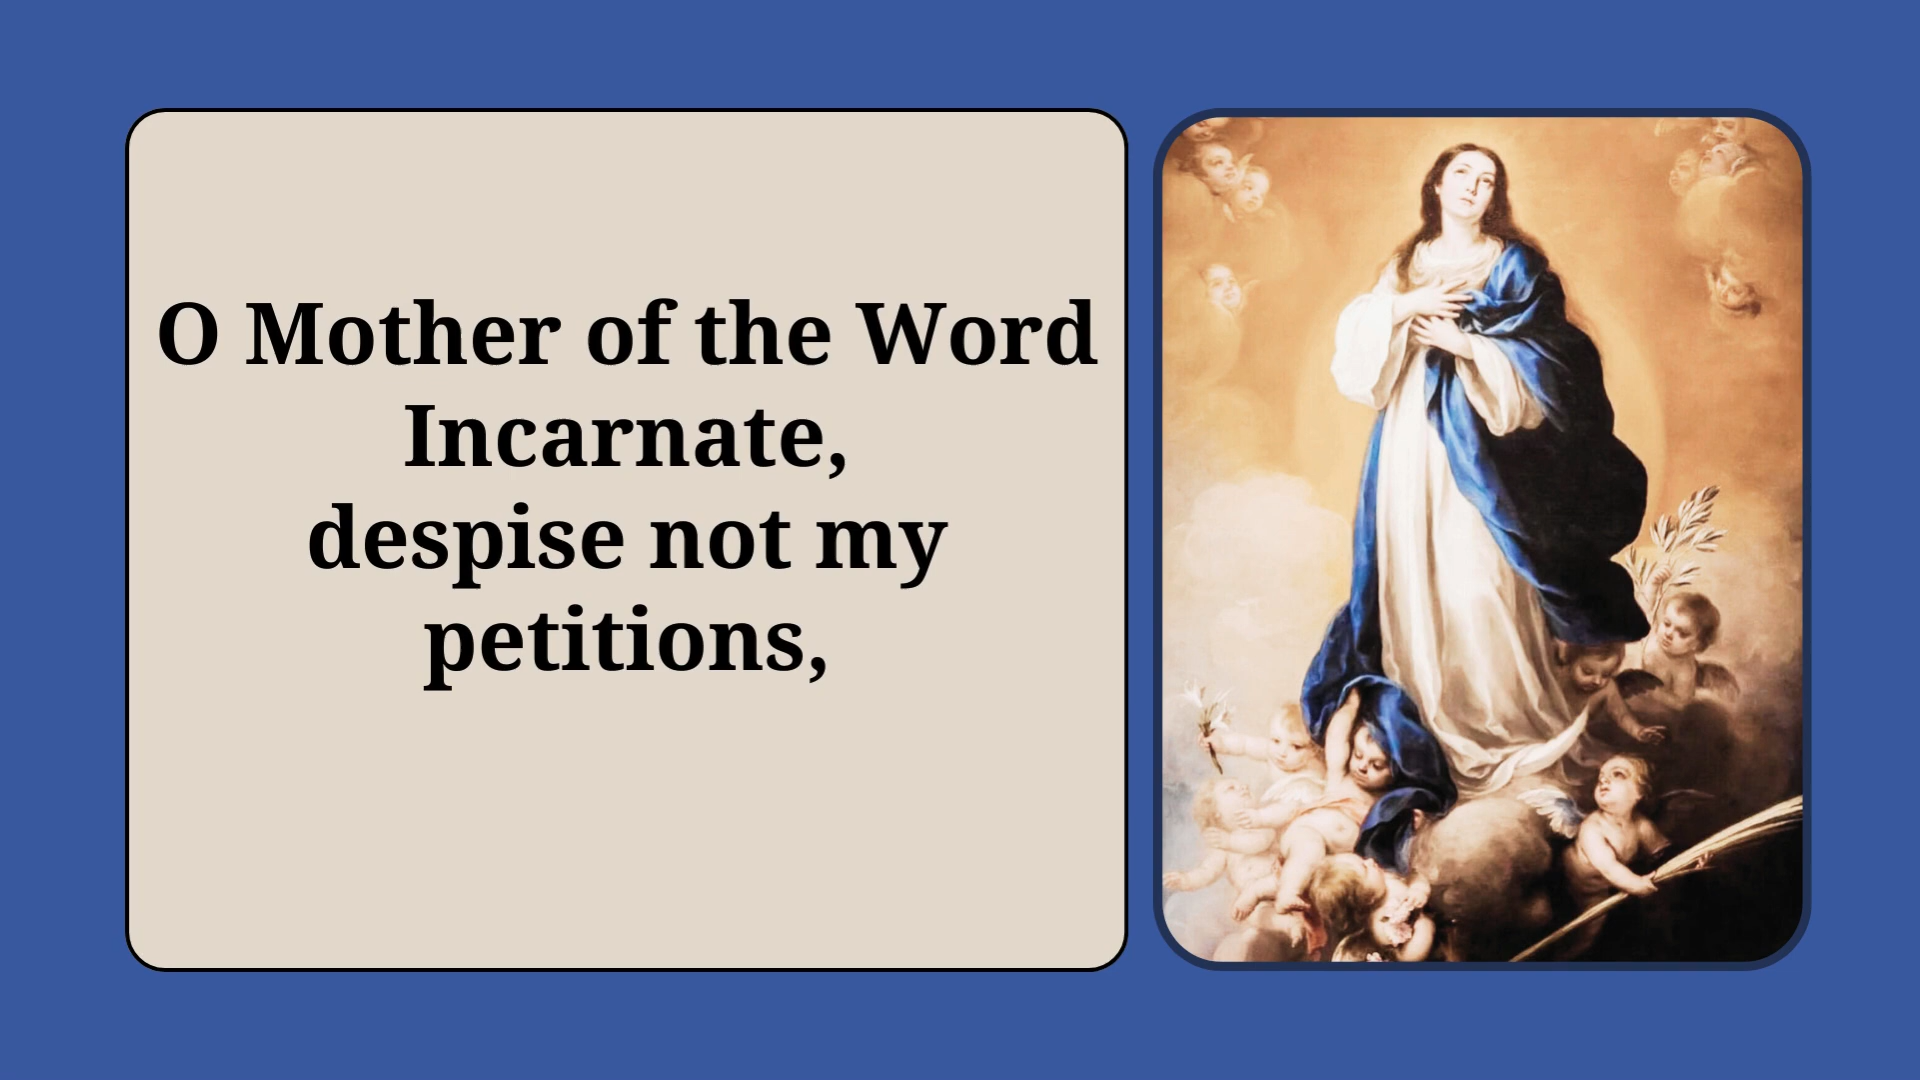 O Mother of the Word
Incarnate,
despise not my
petitions,